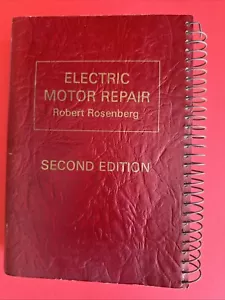 ELECTRIC
MOTOR REPAIR
Robert Rosenberg
SECOND EDITION